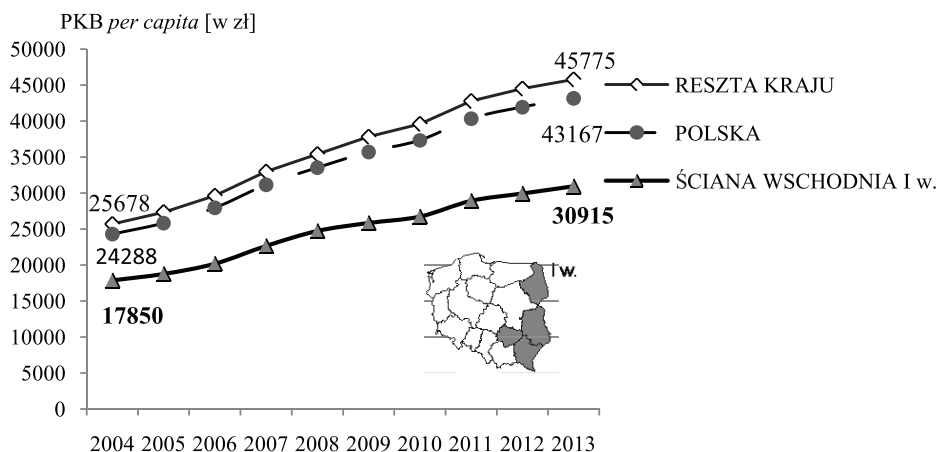 PKB per capita [w zł]
50000
45000
40000
35000
30000
25000
20000
15000
10000
5000
0
45775
43167
30915
25678
24288
17850
RESZTA KRAJU
POLSKA
ŚCIANA WSCHODNIA I w.
I w.
2004 2005 2006 2007 2008 2009 2010 2011 2012 2013